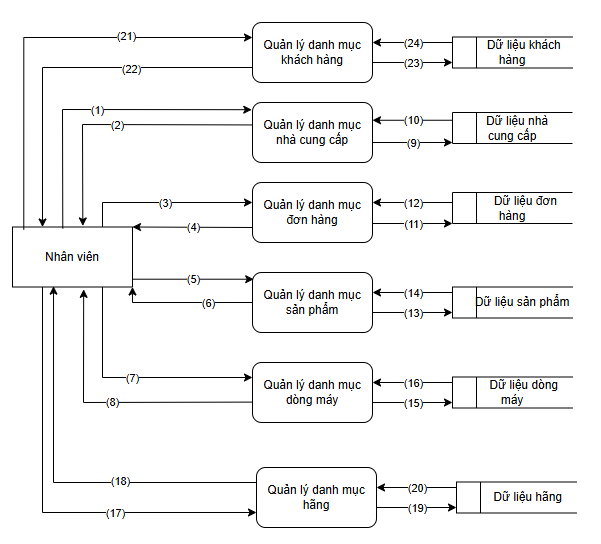 (21)
Quản lý danh mục
khách hàng
(24)
Dữ liệu khách
hàng
(22)
(23)
(1)
Quản lý danh mục
nhà cung cấp
(10)
Dữ liệu nhà
cung cấp
(2)
(9)
(3)
Quản lý danh mục
đơn hàng
(12)
Dữ liệu đơn
hàng
(4)
(11)
Nhân viên
(5)
Quản lý danh mục
sản phẩm
(14)
Dữ liệu sản phẩm
(6)
(13)
(7)
Quản lý danh mục
dòng máy
(16)
Dữ liệu dòng
máy
(8)
(15)
(18)
Quản lý danh mục
hãng
(20)
Dữ liệu hãng
(17)
(19)